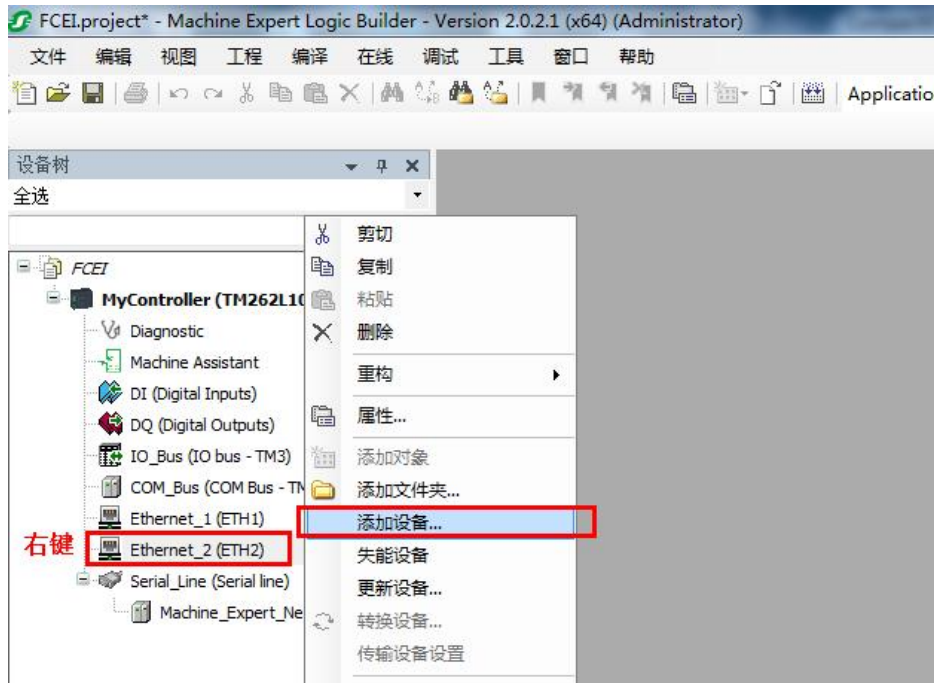 FCEI.project* - Machine Expert Logic Builder - Version 2.0.2.1 (x64) (Administrator)
文件 编辑 视图 工程 编译 在线 调试 工具 窗口 帮助
Applicatio
设备树
全选
FCEI
MyController (TM262L10
Diagnostic
Machine Assistant
DI (Digital Inputs)
DQ (Digital Outputs)
IO_Bus (IO bus - TM3)
COM_Bus (COM Bus - TM
Ethernet_1 (ETH1)
右键 Ethernet_2 (ETH2)
Serial_Line (Serial line)
Machine_Expert_Ne
剪切
复制
粘贴
删除
重构
属性...
添加对象
添加文件夹...
添加设备...
失能设备
更新设备...
转换设备...
传输设备设置